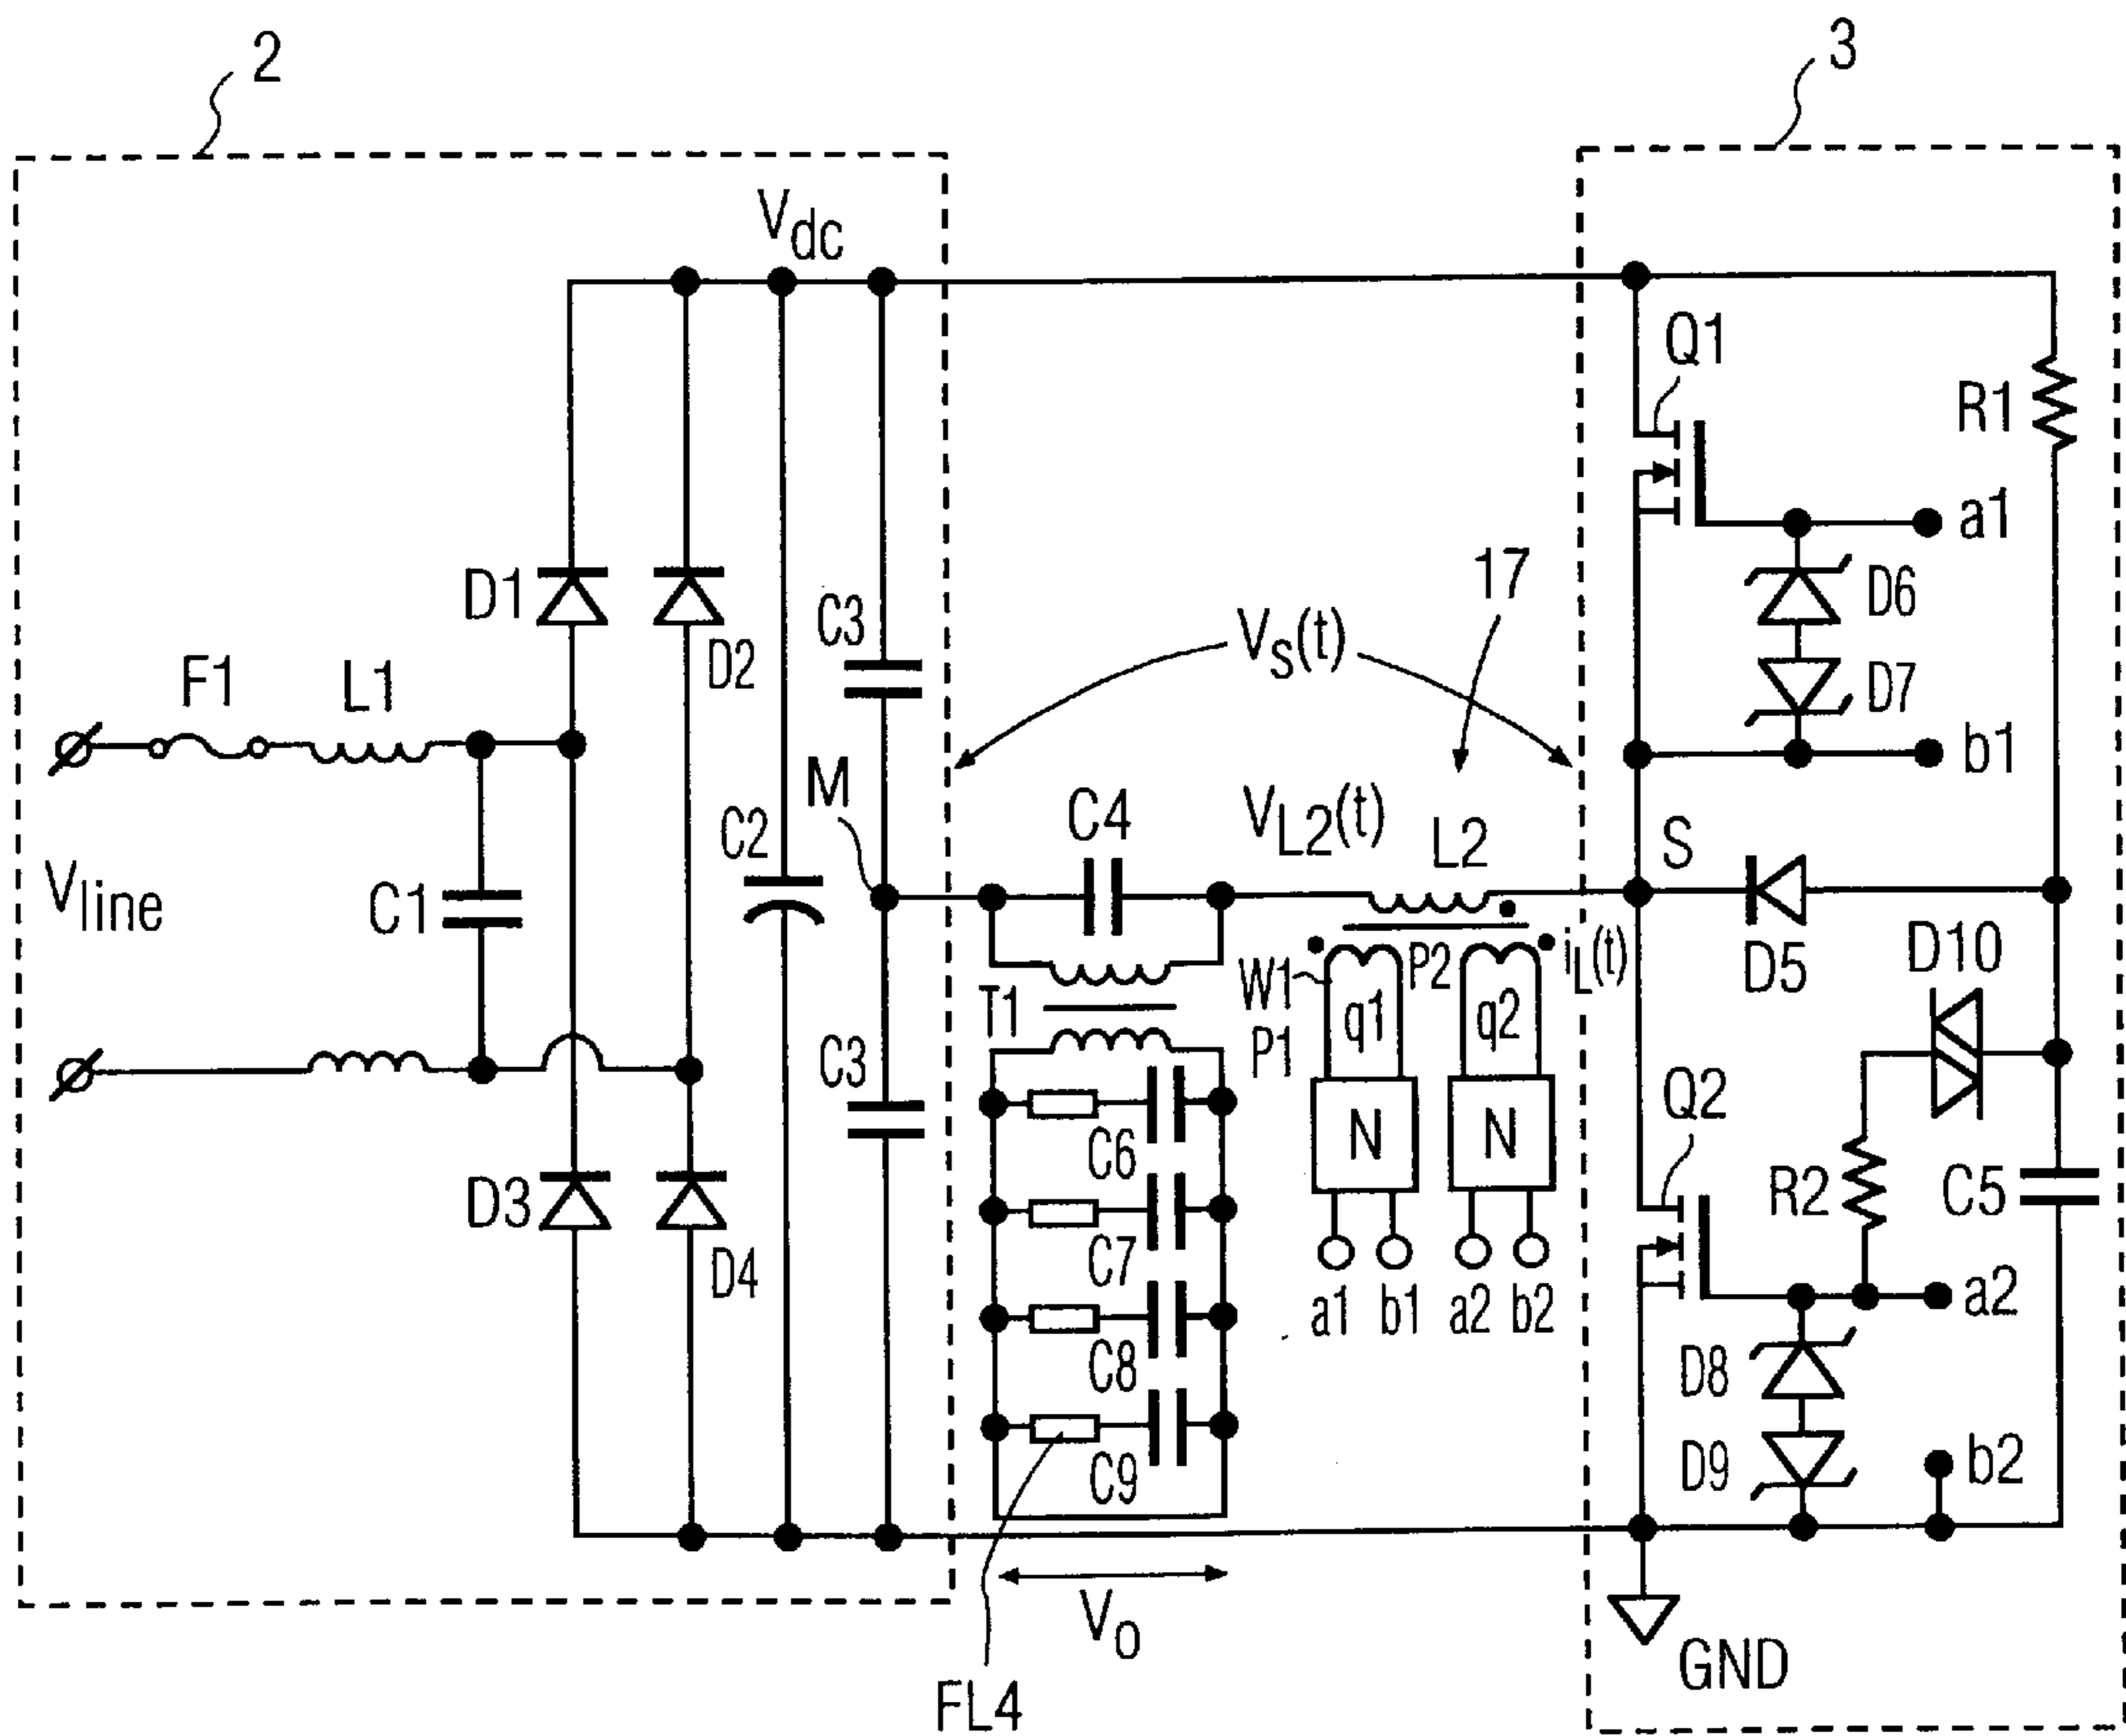 2
3
Vdc
Q1
R1
a1
17
D1
D6
C3
Vs(t)
D2
F1
L1
D7
b1
M
C4
VL2(t)
L2
S
C2
Vline
C1
D10
D5
W1
P2
iL(t)
T1
q1
q2
P1
C3
Q2
N
N
C6
D3
R2
C5
C7
D4
a1
b1
a2
b2
a2
C8
D8
C9
D9
b2
Vo
GND
FL4